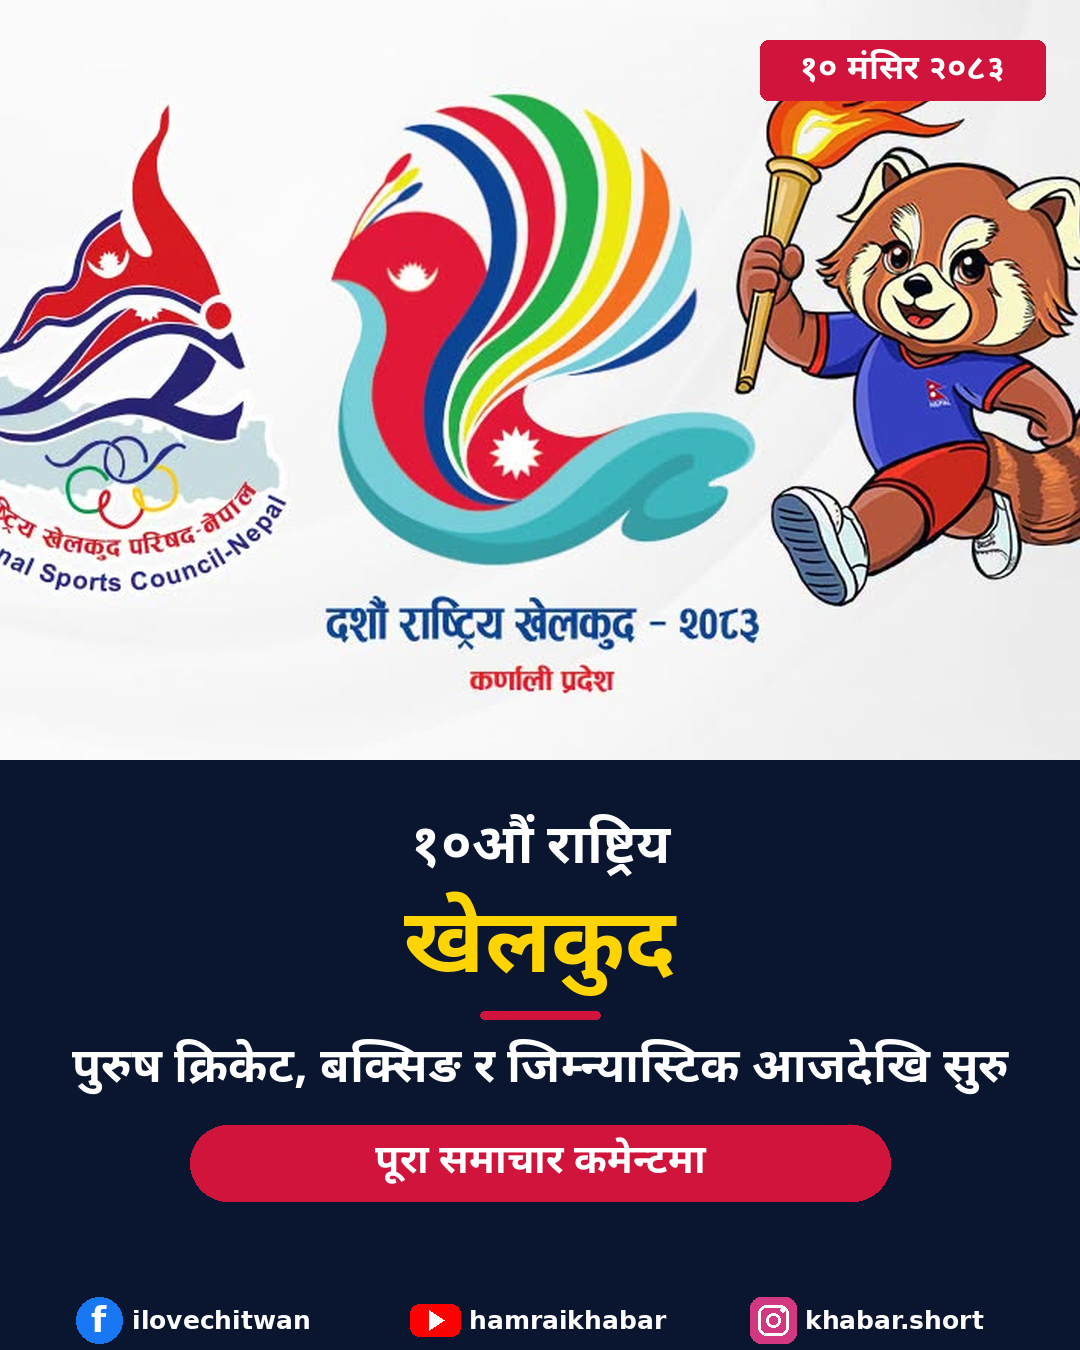 १० मंसिर २०८३
NEPAL
खेलकुद परिषद-नेपाल
Sports Council-Nepal
दशौं राष्ट्रिय खेलकुद - २०८३
कर्णाली प्रदेश
१०औं राष्ट्रिय
खेलकुद
पुरुष क्रिकेट, बक्सिङ र जिम्न्यास्टिक आजदेखि सुरु
पूरा समाचार कमेन्टमा
ilovechitwan
hamraikhabar
khabar.short